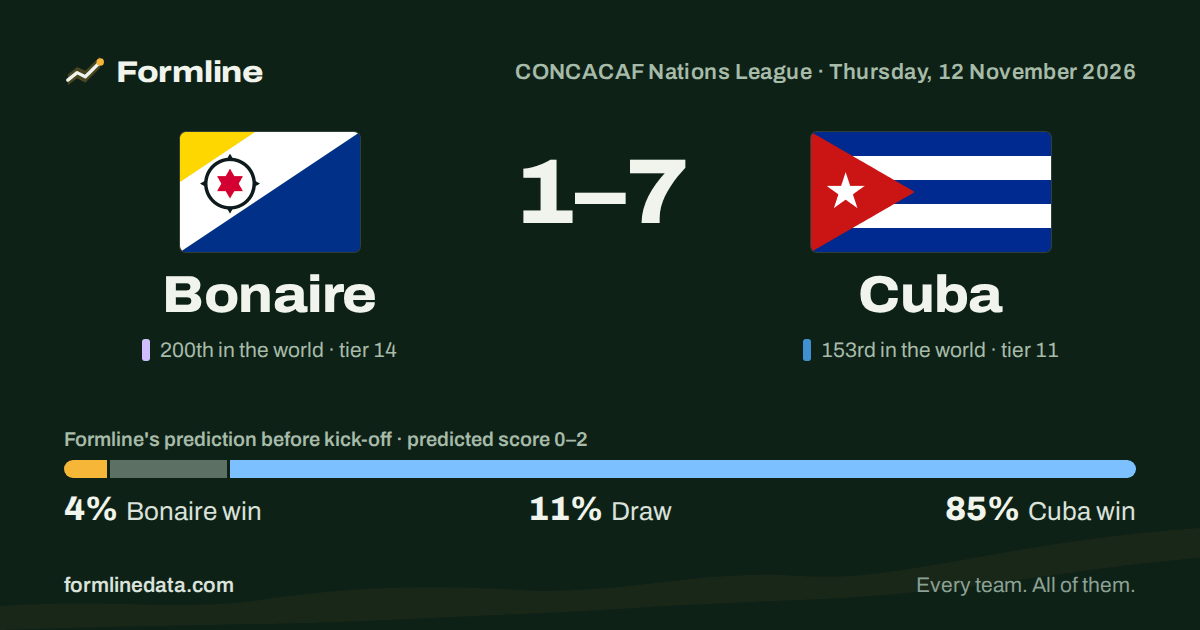 Formline
CONCACAF Nations League · Thursday, 12 November 2026
1–7
Bonaire
Cuba
200th in the world · tier 14
153rd in the world · tier 11
Formline's prediction before kick-off · predicted score 0–2
4% Bonaire win
11% Draw
85% Cuba win
formlinedata.com
Every team. All of them.